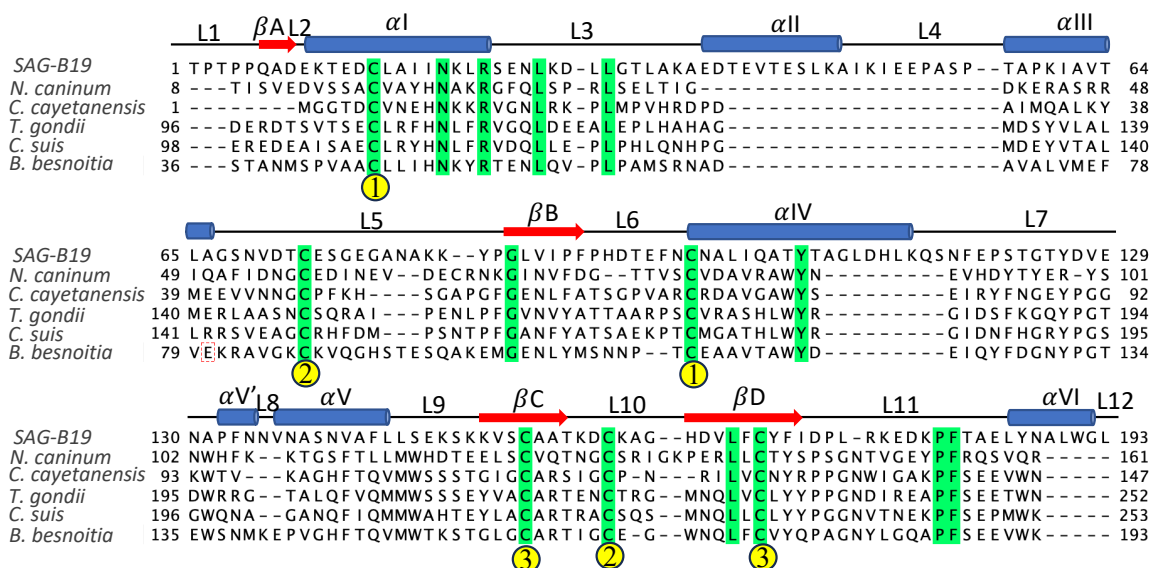 L1 βA L2 αI L3 αII L4 αIII
SAG-B19 1 TPTPPQADEKTEDCLAIINKLRSENLKD-LLGTLAKAEDTEVTESLKAIKIEEPASP--TAPKIAVT 64
N. caninum 8 ---TISVEDVSSACVAYHNAKRGFQLSP-RLSELTIG----------------------DKERASRR 48
C. cayetanensis 1 --------MGGTDCVNEHNKKRVGNLRK-PLMPVHRDPD--------------------AIMQALKY 38
T. gondii 96 ---DERDTSVTSECLRFHNLFRVGQLDEEALEPLHAHAG--------------------MDSYVLAL 139
C. suis 98 ---EREDEAISAECLRYHNLFRVDQLLE-PLPHLQNHPG--------------------MDEYVTAL 140
B. besnoitia 36 ---STANMSPVAACLLIHNKYRTENLQV-PLPAMSRNAD--------------------AVALVMEF 78
1
L5 βB L6 αIV L7
SAG-B19 65 LAGSNVDTCESGEGANAKK--YPGLVIPFPHDTEFNCNALIQATYTAGLDHLKQSNFEPSTGTYDVE 129
N. caninum 49 IQAFIDNGCEDINEV--DECRNKGINVFDG--TTVSCVDAVRAWYN---------EVHDYTYER-YS 101
C. cayetanensis 39 MEEVVNNGCPFKH----SGAPGFGENLFATSGPVARCRDAVGAWYS---------EIRYFNGEYPGG 92
T. gondii 140 MERLAASNCSQRAI---PENLPFGVNVYATTAARPSCVRASHLWYR---------GIDSFKGQYPGT 194
C. suis 141 LRRSVEAGCRHFDM---PSNTPFGANFYATSAEKPTCMGATHLWYR---------GIDNFHGRYPGS 195
B. besnoitia 79 VEKRAVGKCKVQGHSTESQAKEMGENLYMSNNP--TCEAAVTAWYD---------EIQYFDGNYPGT 134
2 1
αV' L8 αV L9 βC L10 βD L11 αVI L12
SAG-B19 130 NAPFNNVNASNVAFLLSEKSKKVSCAATKDCKAG--HDVLFCYFIDPL-RKEDKPFTAELYNALWGL 193
N. caninum 102 NWHFK--KTGSFTLLMWHDTEELSCVQTNGCSRIGKPERLLCTYSPSGNTVGEYPFRQSVQR----- 161
C. cayetanensis 93 KWTV---KAGHFTQVMWSSSTGIGCARSIGCP-N---RILVCNYRPPGNWIGAKPFSEEVWN----- 147
T. gondii 195 DWRRG--TALQFVQMMWSSSEYVACARTENCTRG--MNQLVCLYYPPGNDIREAPFSEETWN----- 252
C. suis 196 GWQNA--GANQFIQMMWAHTEYLACARTRACSQS--MNQLLCLYYPPGNVTNEKPFSEPMWK----- 253
B. besnoitia 135 EWSNMKEPVGHFTQVMWTKSTGLGCARTIGCE-G--WNQLFCVYQPAGNYLGQAPFSEEVWK----- 193
3 2 3